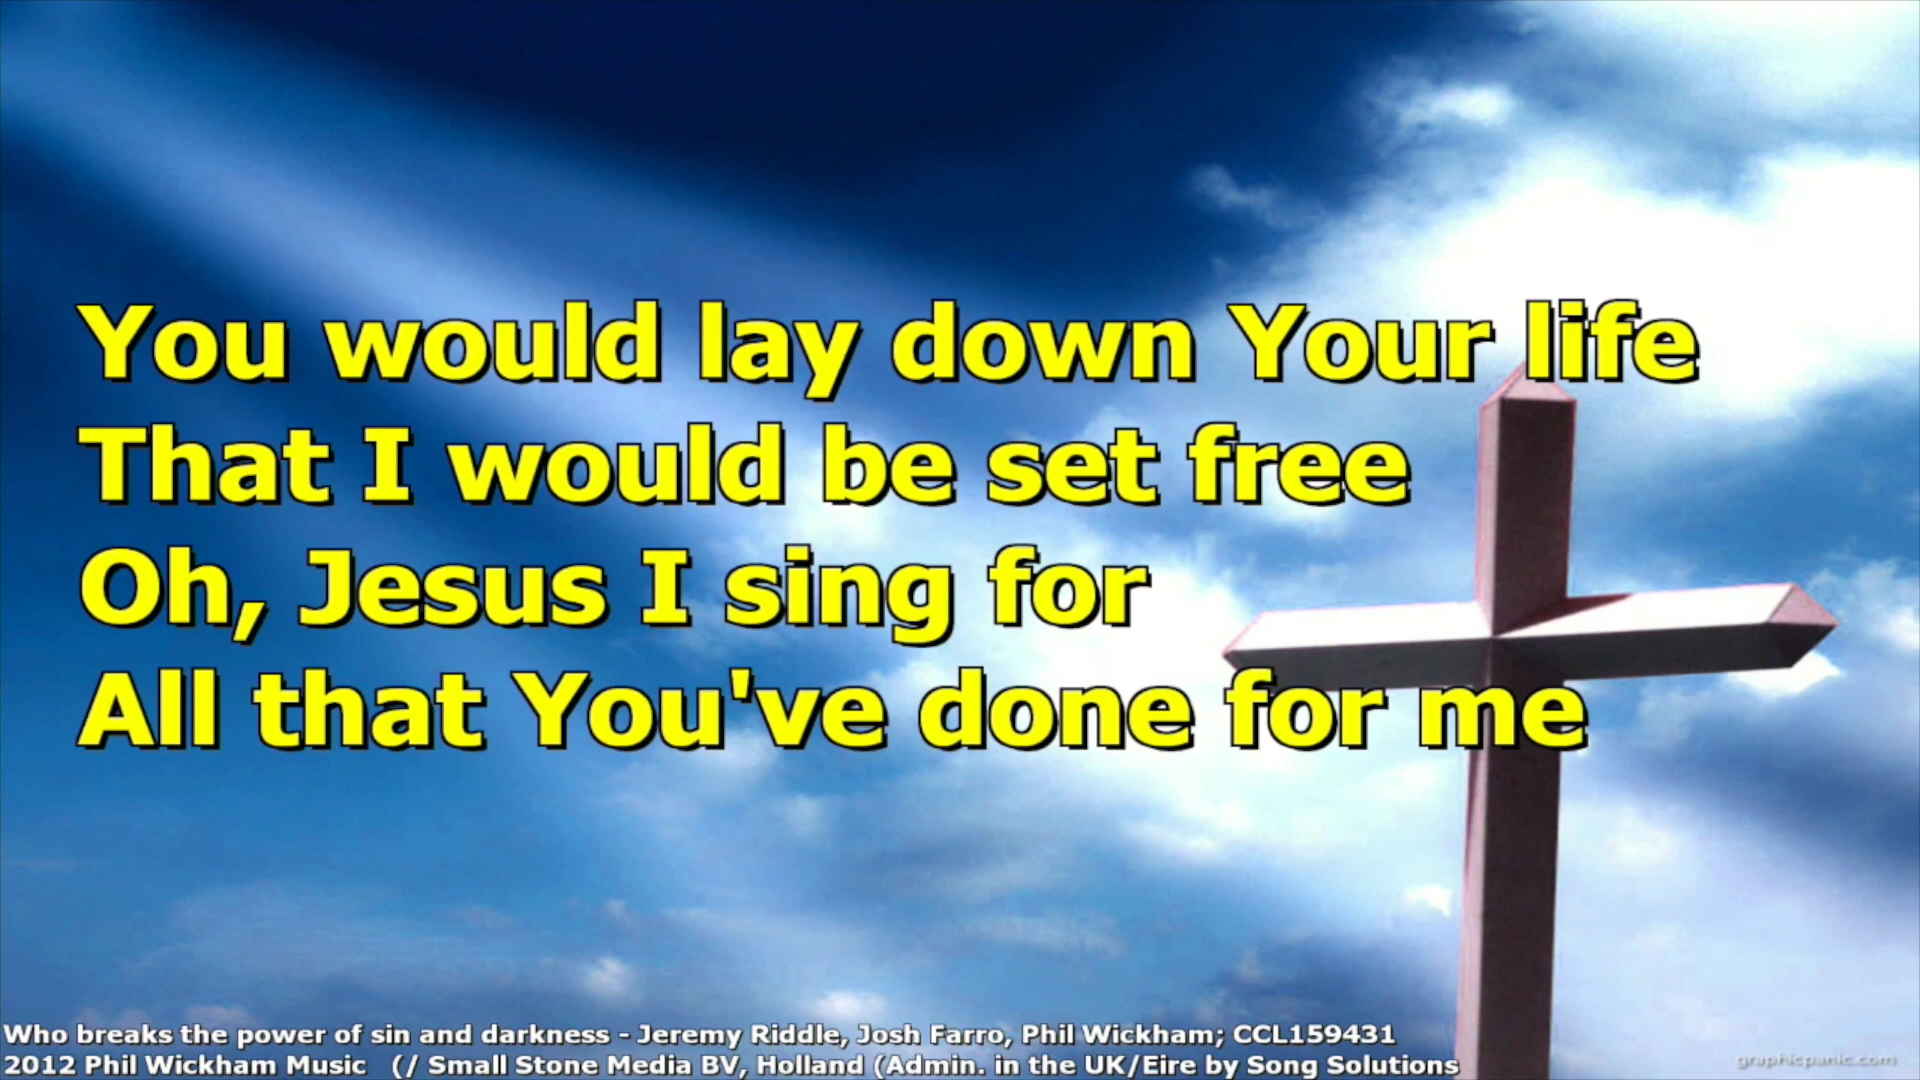 You would lay down Your life
That I would be set free
Oh, Jesus I sing for
All that You've done for me
Who breaks the power of sin and darkness - Jeremy Riddle, Josh Farro, Phil Wickham; CCL159431
2012 Phil Wickham Music (/ Small Stone Media BV, Holland (Admin. in the UK/Eire by Song Solutions
graphicpanic.com